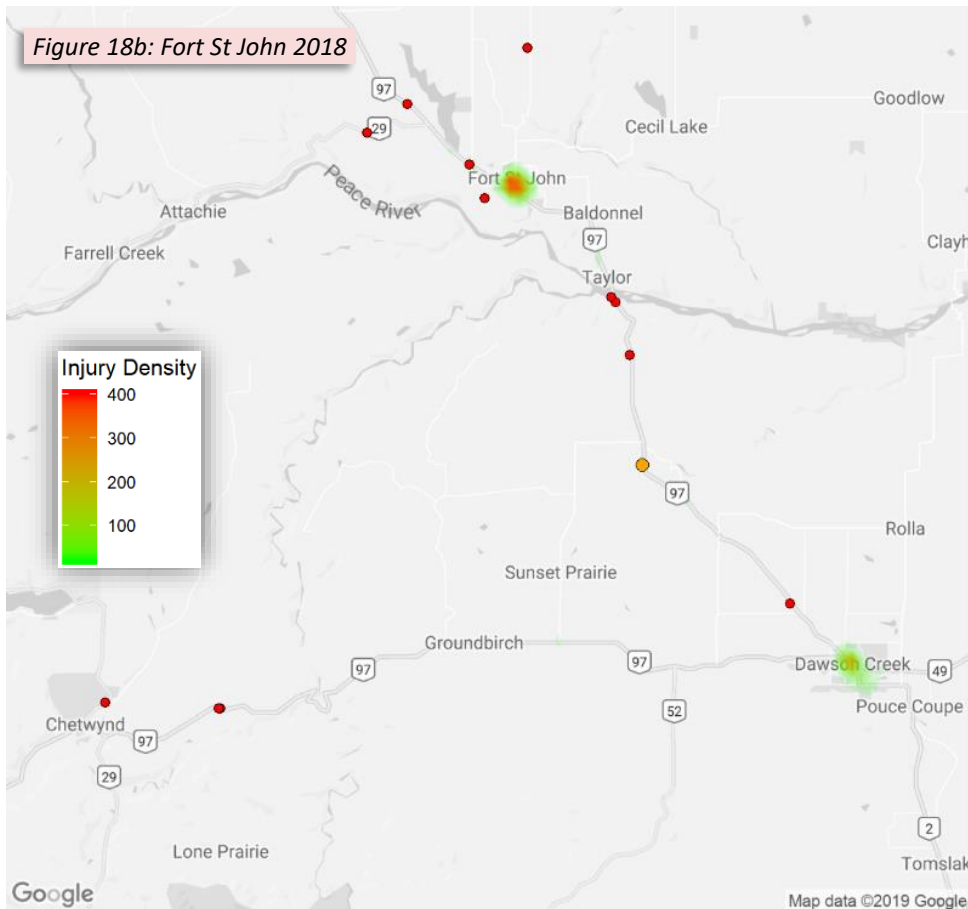 Figure 18b: Fort St John 2018
97
Goodlow
29
Cecil Lake
Fort St John
Peace River
Attachie
Baldonnel
97
Clayh
Farrell Creek
Taylor
Injury Density
400
300
200
100
97
Rolla
Sunset Prairie
Groundbirch
97
97
Dawson Creek
49
Pouce Coupe
52
Chetwynd
97
29
2
Lone Prairie
Tomslak
Google
Map data ©2019 Google